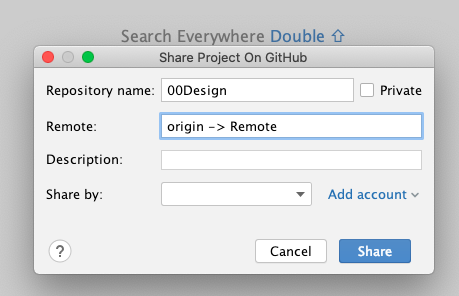 Search Everywhere Double ⇧
Share Project On GitHub
Repository name: 00Design Private
Remote: origin -> Remote
Description:
Share by: Add account
? Cancel Share